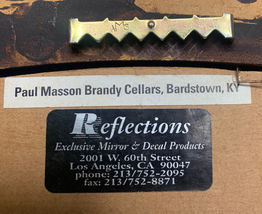 Paul Masson Brandy Cellars, Bardstown, KY
Reflections
Exclusive Mirror & Decal Products
2001 W. 60th Street
Los Angeles, CA 90047
phone: 213/752-2095
fax: 213/752-8871